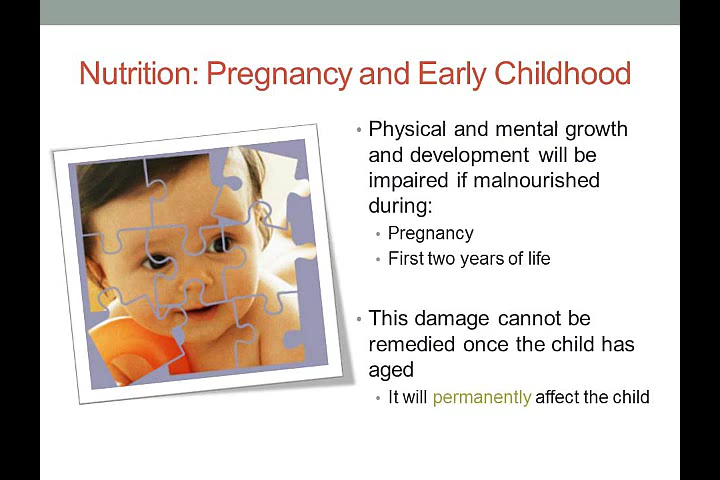 Nutrition: Pregnancy and Early Childhood
• Physical and mental growth
and development will be
impaired if malnourished
during:
• Pregnancy
• First two years of life
• This damage cannot be
remedied once the child has
aged
• It will permanently affect the child